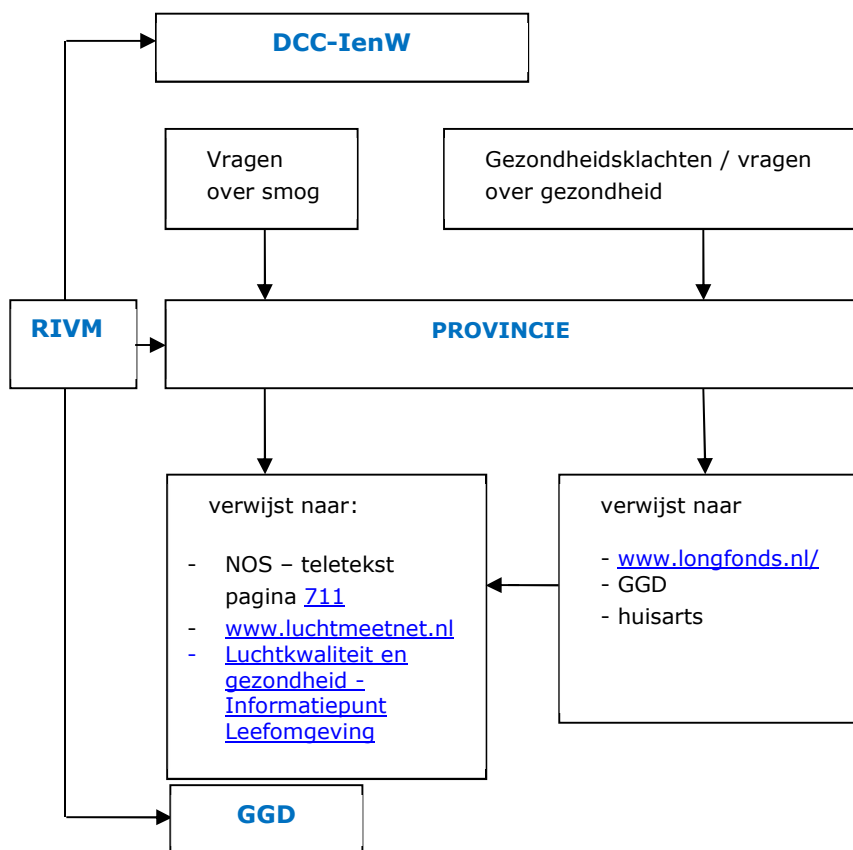 DCC-IenW
Vragen
over smog
Gezondheidsklachten / vragen
over gezondheid
RIVM
PROVINCIE
verwijst naar:
- NOS – teletekst
pagina 711
- www.luchtmeetnet.nl
- Luchtkwaliteit en
gezondheid -
Informatiepunt
Leefomgeving
verwijst naar
- www.longfonds.nl/
- GGD
- huisarts
GGD